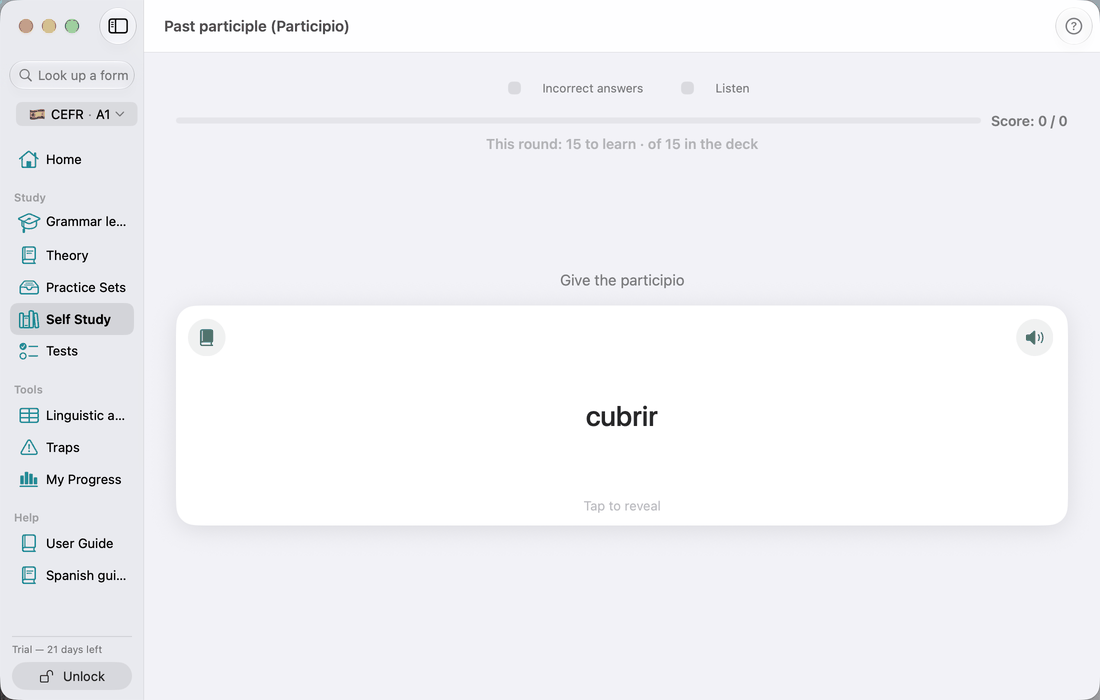 Past participle (Participio)
Look up a form
CEFR · A1
Home
Study
Grammar le...
Theory
Practice Sets
Self Study
Tests
Tools
Linguistic a...
Traps
My Progress
Help
User Guide
Spanish gui...
Trial — 21 days left
Unlock
Incorrect answers
Listen
Score: 0 / 0
This round: 15 to learn · of 15 in the deck
Give the participio
cubrir
Tap to reveal